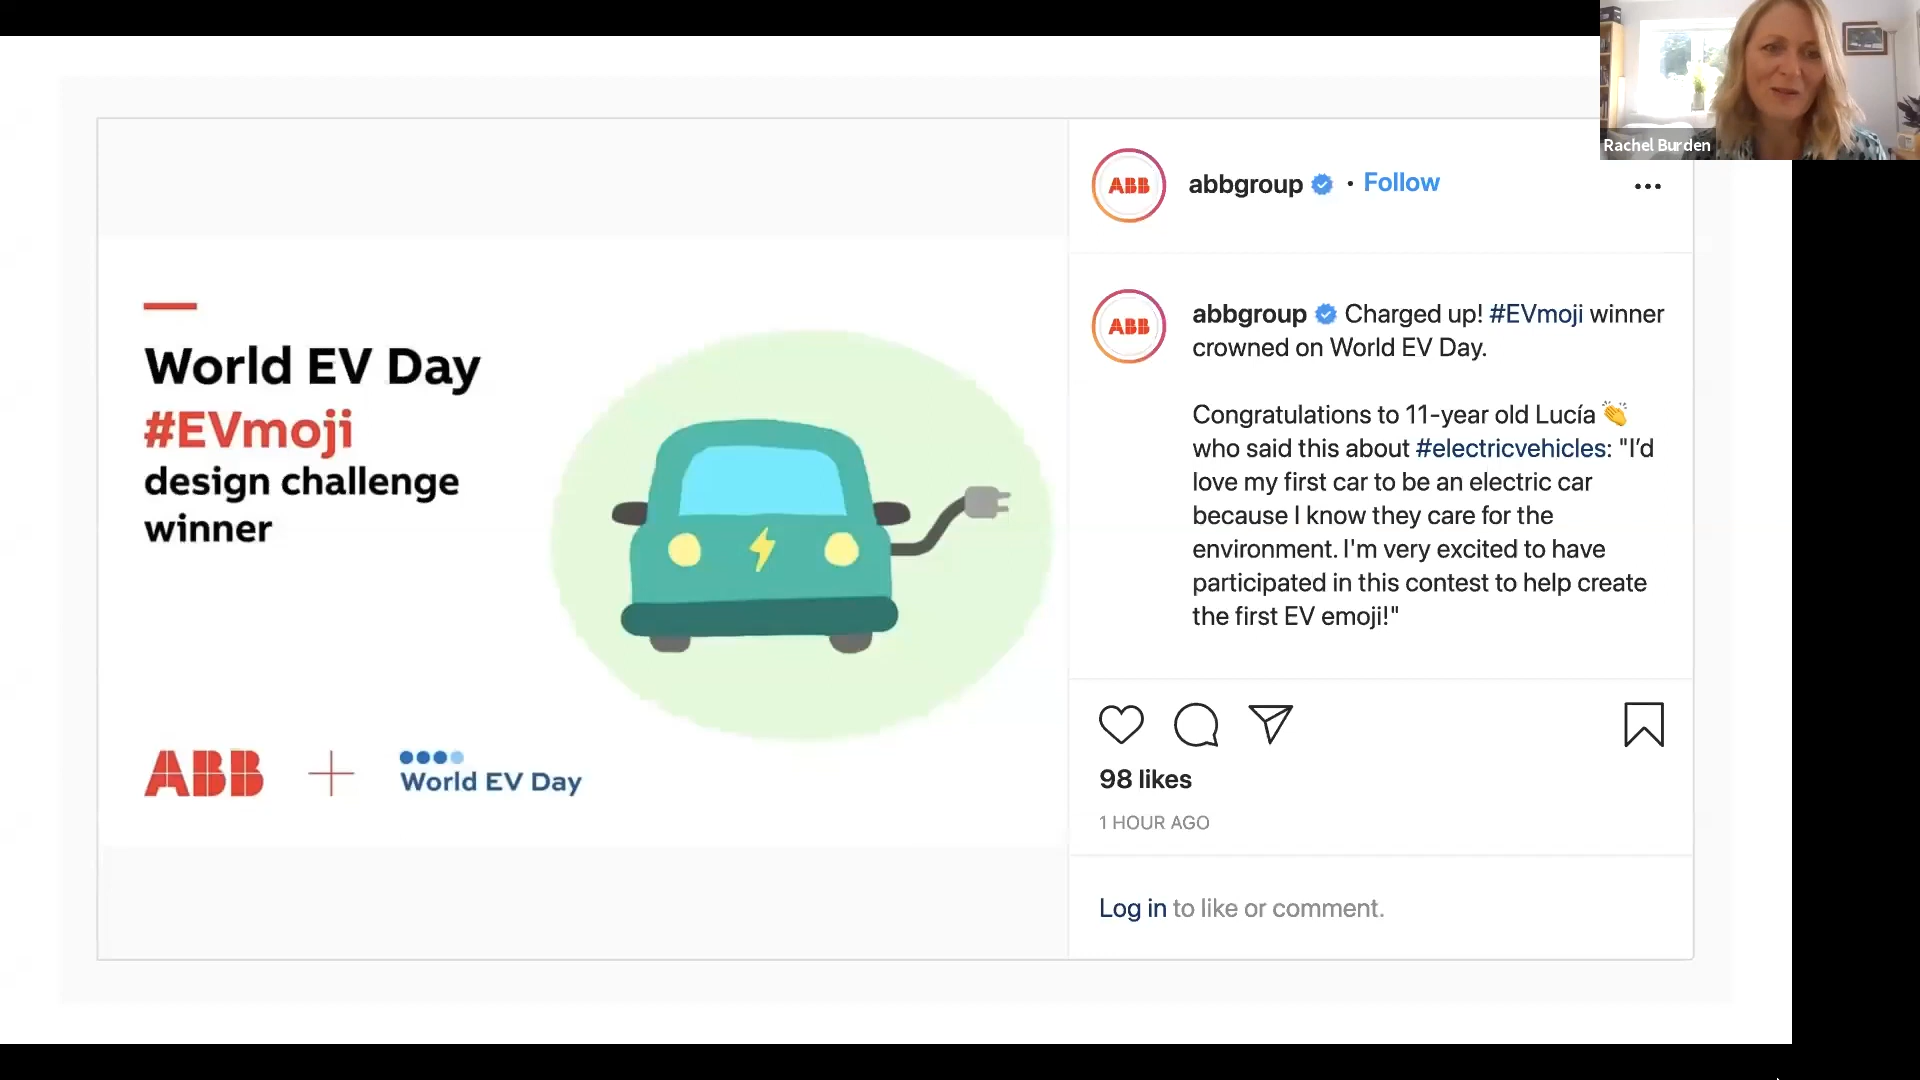 Rachel Burden
World EV Day
#EVmoji
design challenge
winner
ABB
World EV Day
ABB
abbgroup • Follow
ABB
abbgroup Charged up! #EVmoji winner
crowned on World EV Day.
Congratulations to 11-year old Lucía 👏
who said this about #electricvehicles: "I'd
love my first car to be an electric car
because I know they care for the
environment. I'm very excited to have
participated in this contest to help create
the first EV emoji!"
98 likes
1 HOUR AGO
Log in to like or comment.